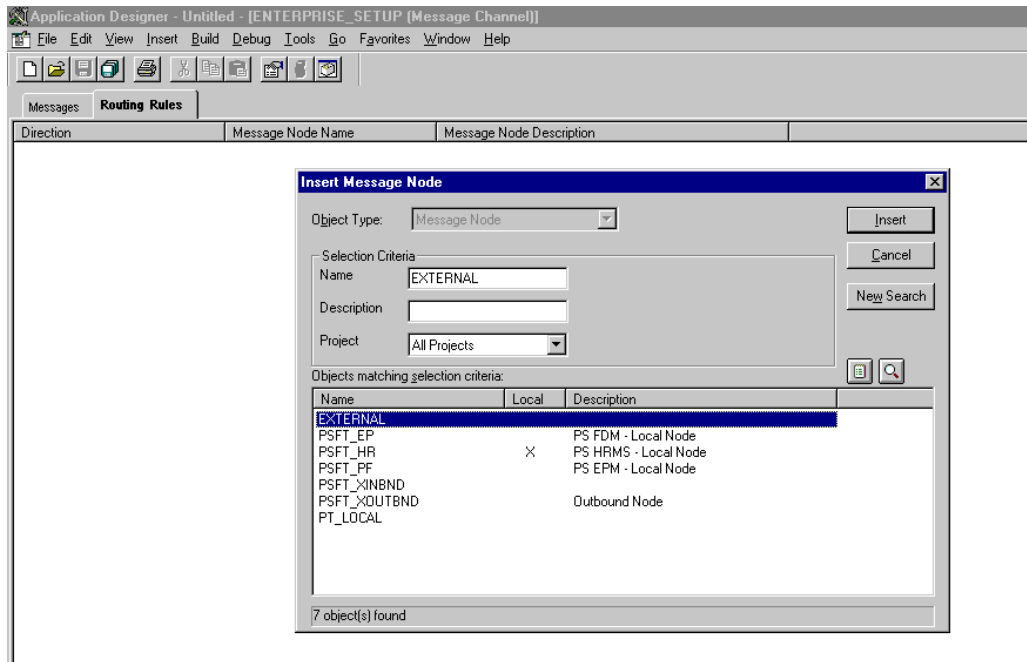 Application Designer - Untitled - [ENTERPRISE_SETUP (Message Channel)]
File Edit View Insert Build Debug Tools Go Favorites Window Help
Messages Routing Rules
Direction Message Node Name Message Node Description
Insert Message Node
Object Type: Message Node Insert
Selection Criteria Cancel
Name EXTERNAL
New Search
Description
Project All Projects
Objects matching selection criteria:
Name Local Description
EXTERNAL
PSFT_EP PS FDM - Local Node
PSFT_HR X PS HRMS - Local Node
PSFT_PF PS EPM - Local Node
PSFT_XINBND
PSFT_XOUTBND Outbound Node
PT_LOCAL
7 object(s) found